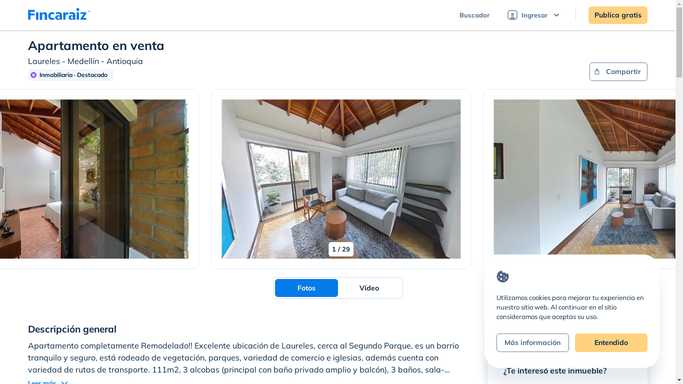 Fincaraiz
Buscador
Ingresar
Publica gratis
Apartamento en venta
Laureles - Medellín - Antioquia
Inmobiliaria · Destacado
Compartir
1 / 29
Fotos
Video
Utilizamos cookies para mejorar tu experiencia en
nuestro sitio web. Al continuar en el sitio
consideramos que aceptas su uso.
Más información
Entendido
Descripción general
Apartamento completamente Remodelado!! Excelente ubicación de Laureles, cerca al Segundo Parque, es un barrio
tranquilo y seguro, está rodeado de vegetación, parques, variedad de comercio e iglesias, además cuenta con
variedad de rutas de transporte. 111m2, 3 alcobas (principal con baño privado amplio y balcón), 3 baños, sala-...
Leer más
¿Te interesó este inmueble?